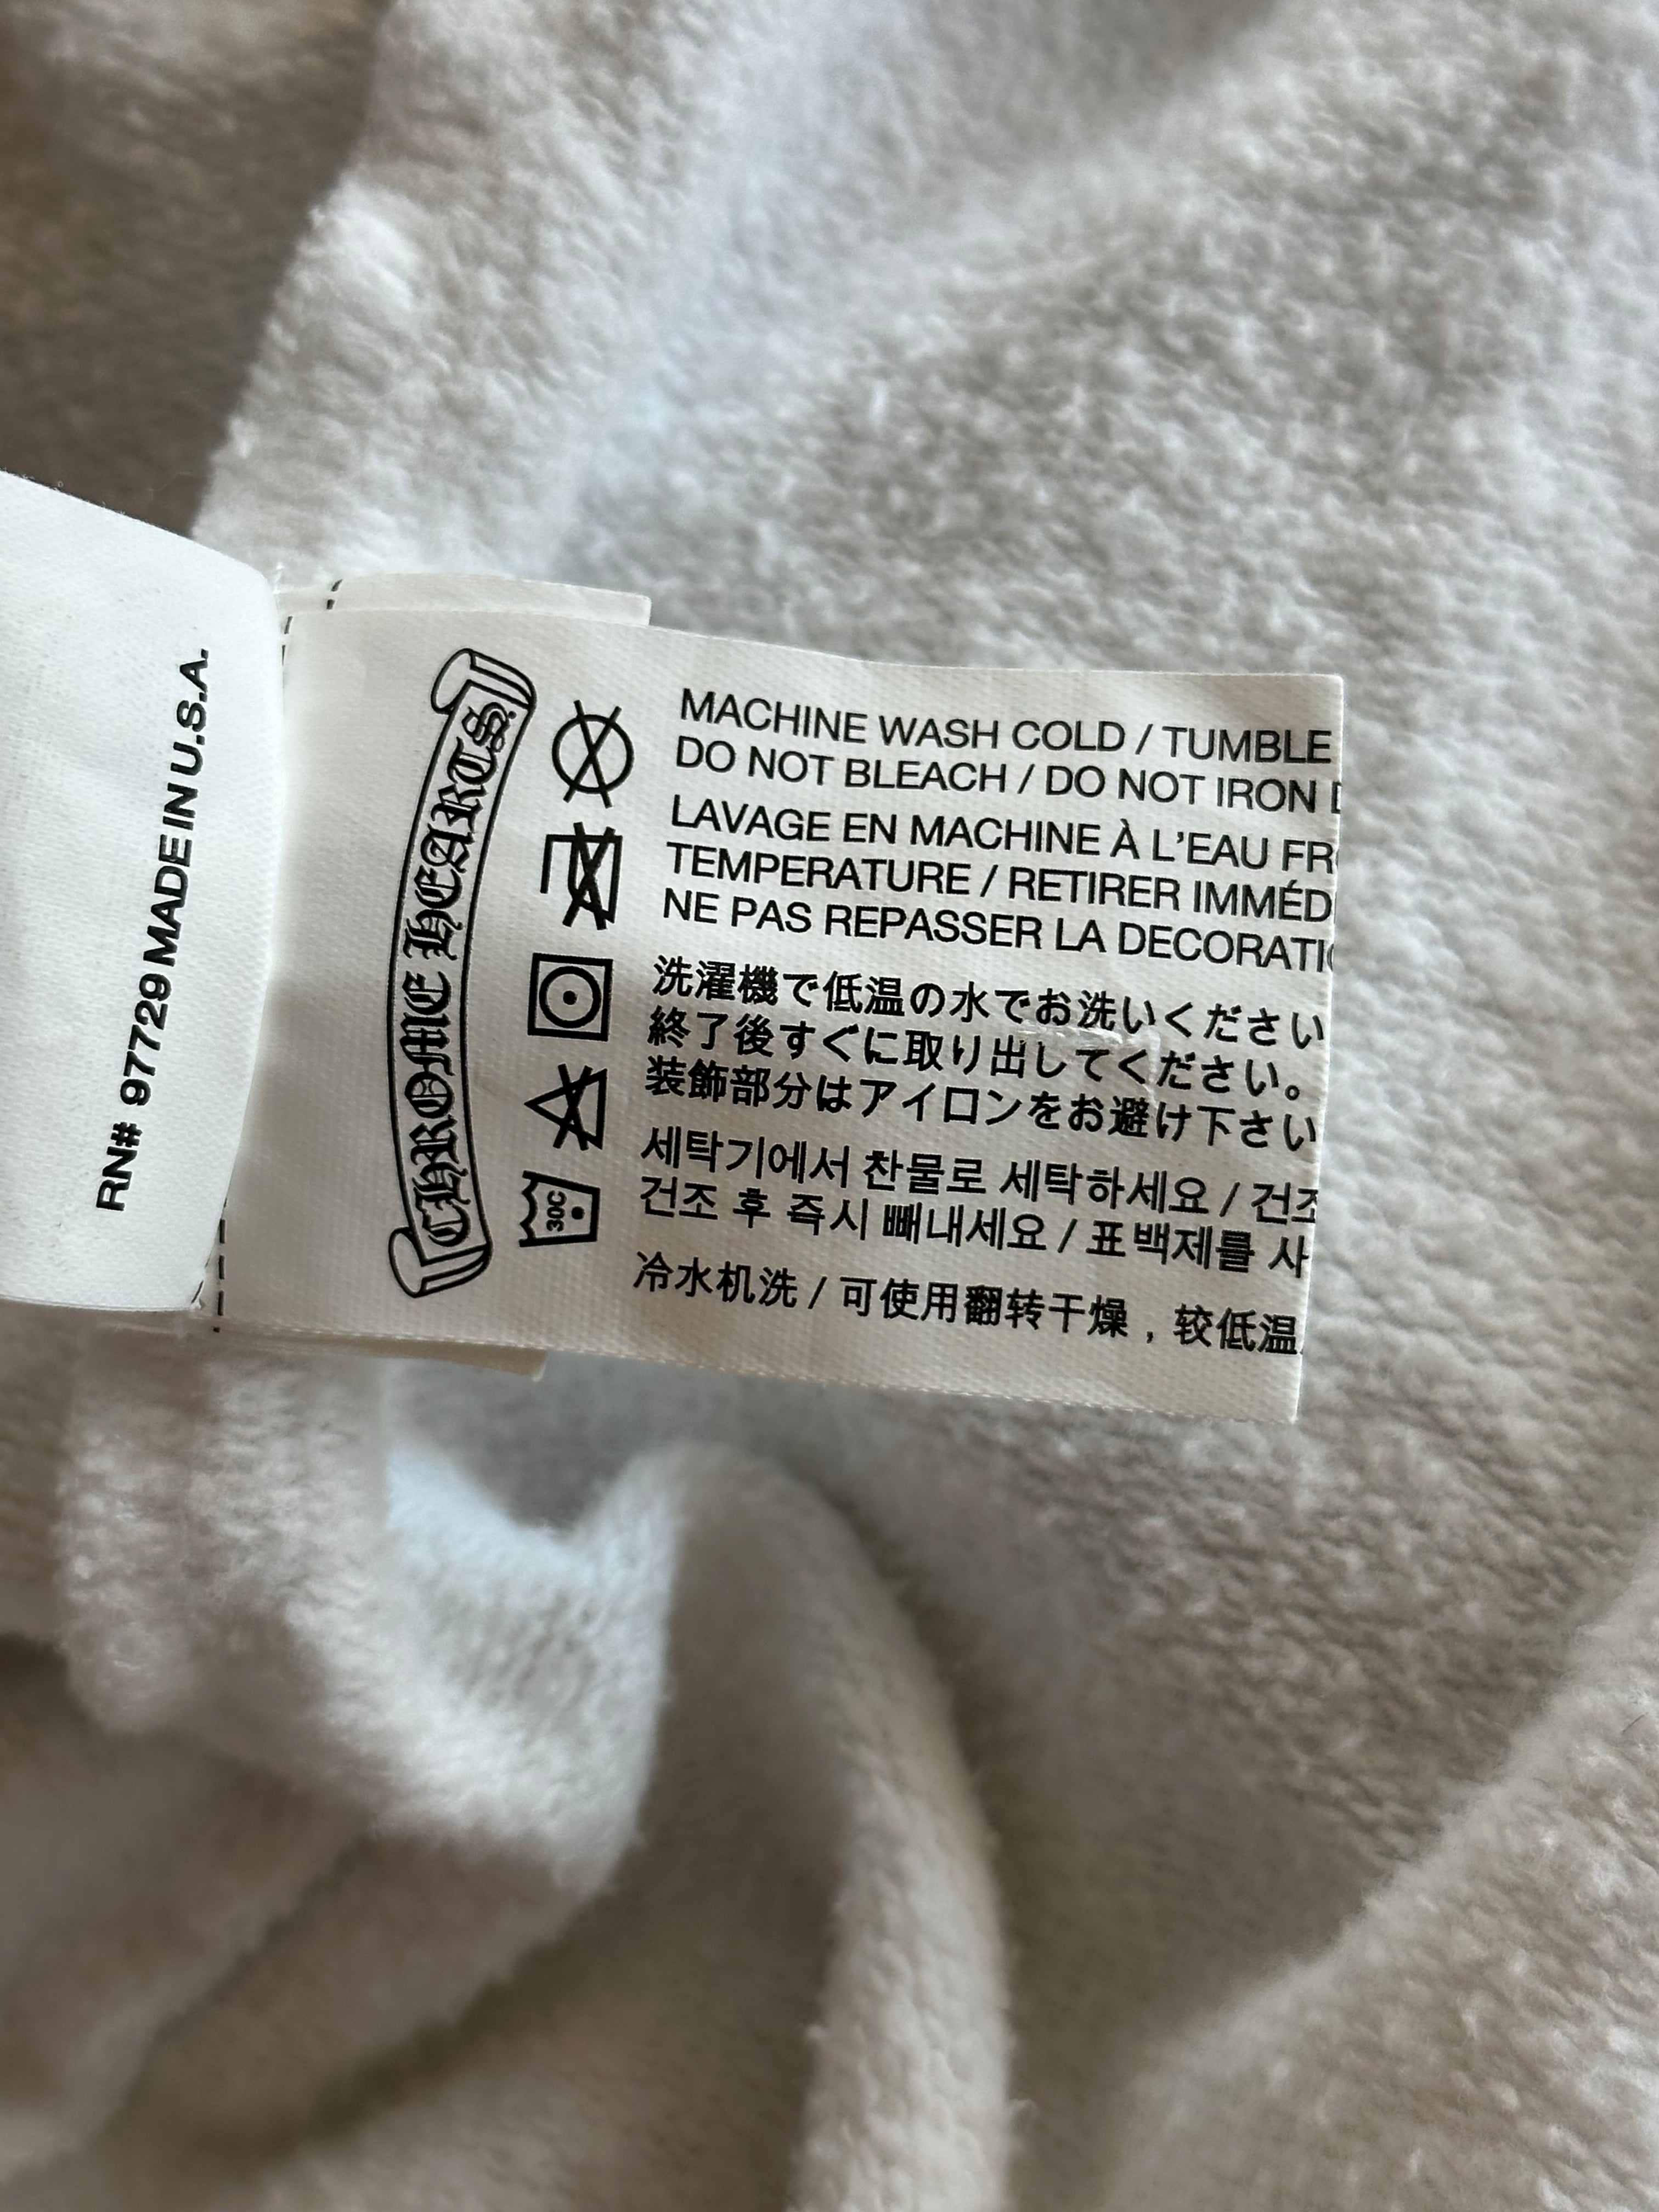 RN# 97729 MADE IN U.S.A.
CHROME HEARTS
30C
MACHINE WASH COLD / TUMBLE
DO NOT BLEACH / DO NOT IRON
LAVAGE EN MACHINE À L'EAU FR
TEMPERATURE / RETIRER IMMÉD
NE PAS REPASSER LA DECORATI
洗濯機で低温の水でお洗いください
終了後すぐに取り出してください。
装飾部分はアイロンをお避け下さい
세탁기에서 찬물로 세탁하세요 / 건조
건조 후 즉시 빼내세요 / 표백제를 사
冷水机洗 / 可使用翻转干燥，较低温